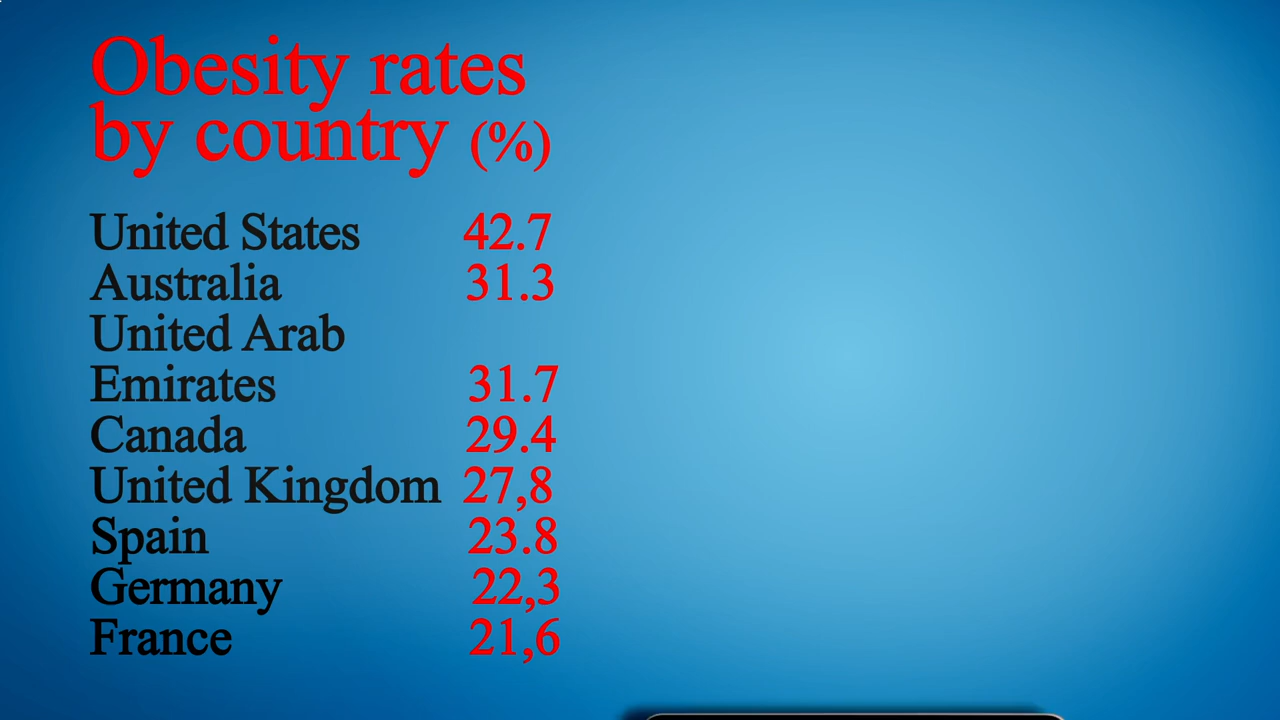 Obesity rates
by country (%)
United States 42.7
Australia 31.3
United Arab
Emirates 31.7
Canada 29.4
United Kingdom 27,8
Spain 23.8
Germany 22,3
France 21,6